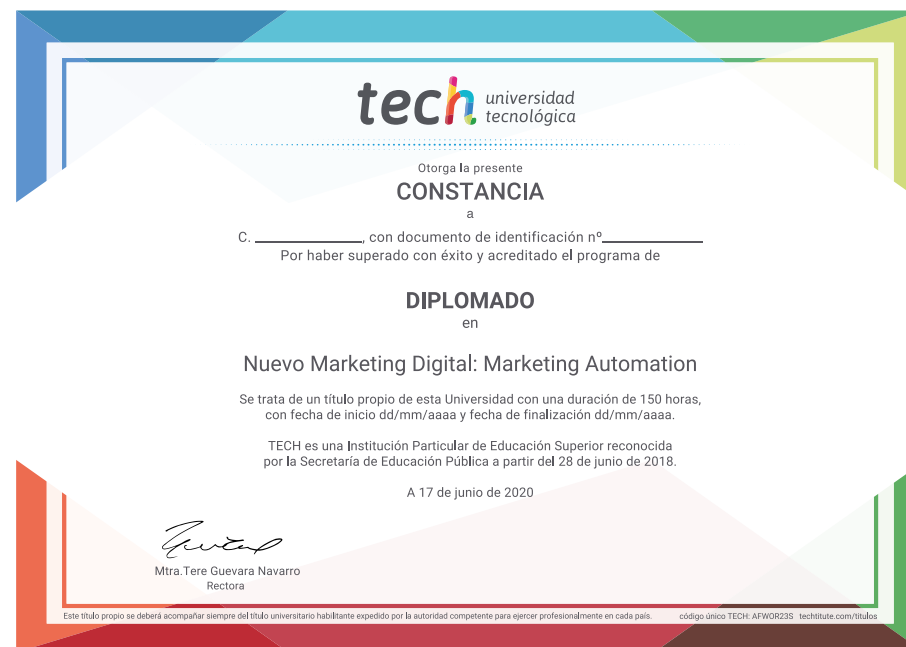 tech universidad
tecnológica
Otorga la presente
CONSTANCIA
a
C. ____________, con documento de identificación nº____________
Por haber superado con éxito y acreditado el programa de
DIPLOMADO
en
Nuevo Marketing Digital: Marketing Automation
Se trata de un título propio de esta Universidad con una duración de 150 horas,
con fecha de inicio dd/mm/aaaa y fecha de finalización dd/mm/aaaa.
TECH es una Institución Particular de Educación Superior reconocida
por la Secretaría de Educación Pública a partir del 28 de junio de 2018.
A 17 de junio de 2020
Mtra.Tere Guevara Navarro
Rectora
Este título propio se deberá acompañar siempre del título universitario habilitante expedido por la autoridad competente para ejercer profesionalmente en cada país. código único TECH: AFWOR23S techtitute.com/titulos